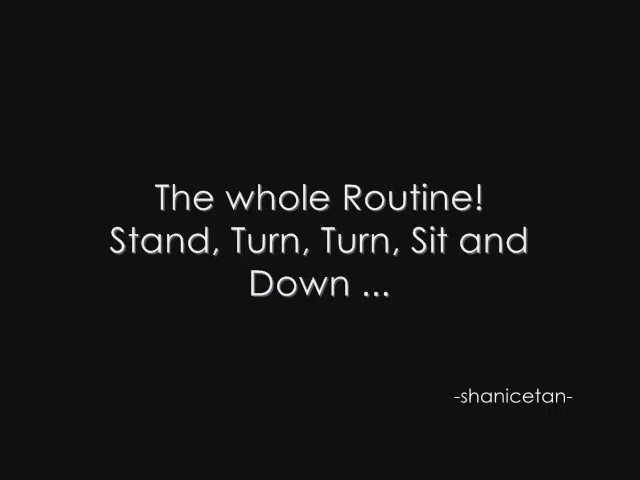 The whole Routine!
Stand, Turn, Turn, Sit and
Down ...
-shanicetan-